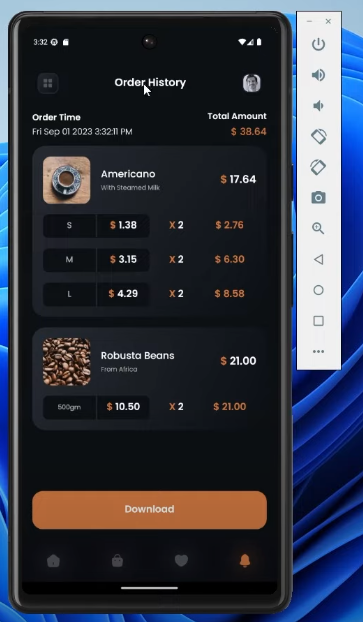 3:32
Order History
Order Time
Total Amount
Fri Sep 01 2023 3:32:11 PM
$ 38.64
Americano
With Steamed Milk
$ 17.64
S $ 1.38 X 2 $ 2.76
M $ 3.15 X 2 $ 6.30
L $ 4.29 X 2 $ 8.58
Robusta Beans
From Africa
$ 21.00
500gm $ 10.50 X 2 $ 21.00
Download